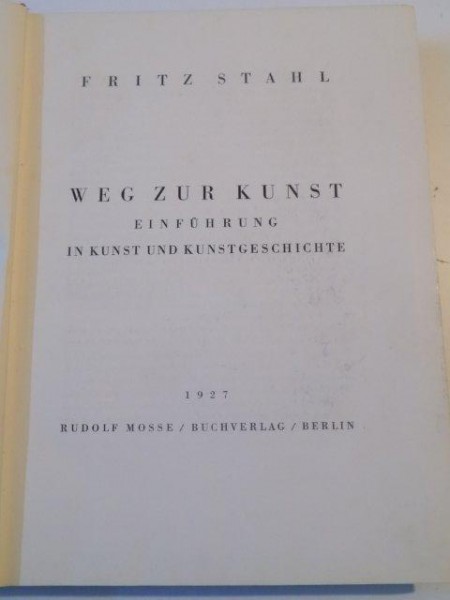 FRITZ STAHL
WEG ZUR KUNST
EINFÜHRUNG
IN KUNST UND KUNSTGESCHICHTE
1927
RUDOLF MOSSE / BUCHVERLAG / BERLIN